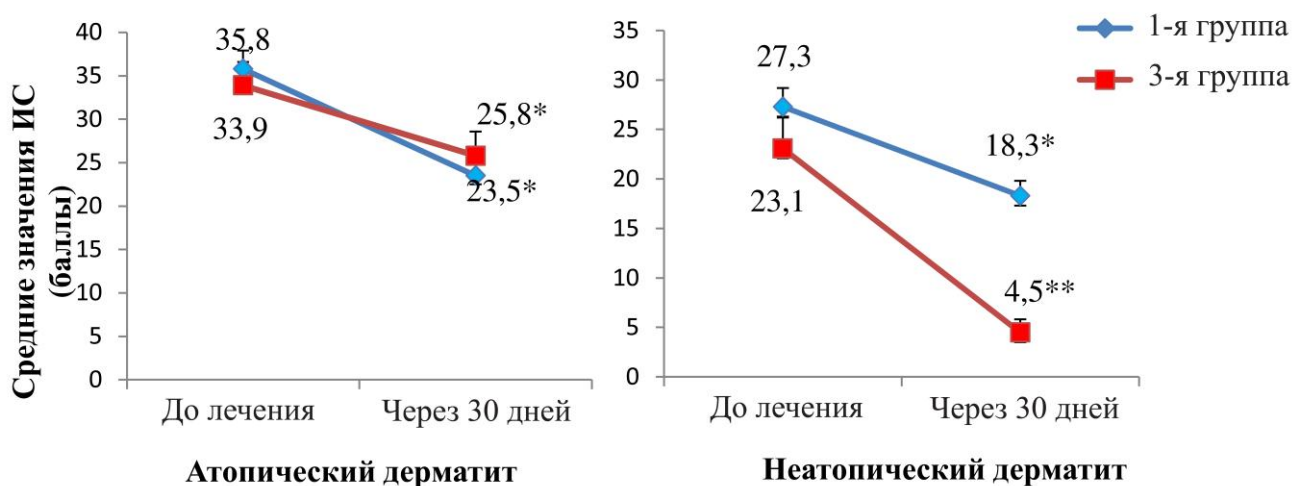 Средние значения ИС
(баллы)
40
35
30
25
20
15
10
5
0
35,8
33,9
25,8*
23,5*
До лечения
Через 30 дней
Атопический дерматит
35
30
25
20
15
10
5
0
27,3
23,1
18,3*
4,5**
До лечения
Через 30 дней
Неатопический дерматит
1-я группа
3-я группа